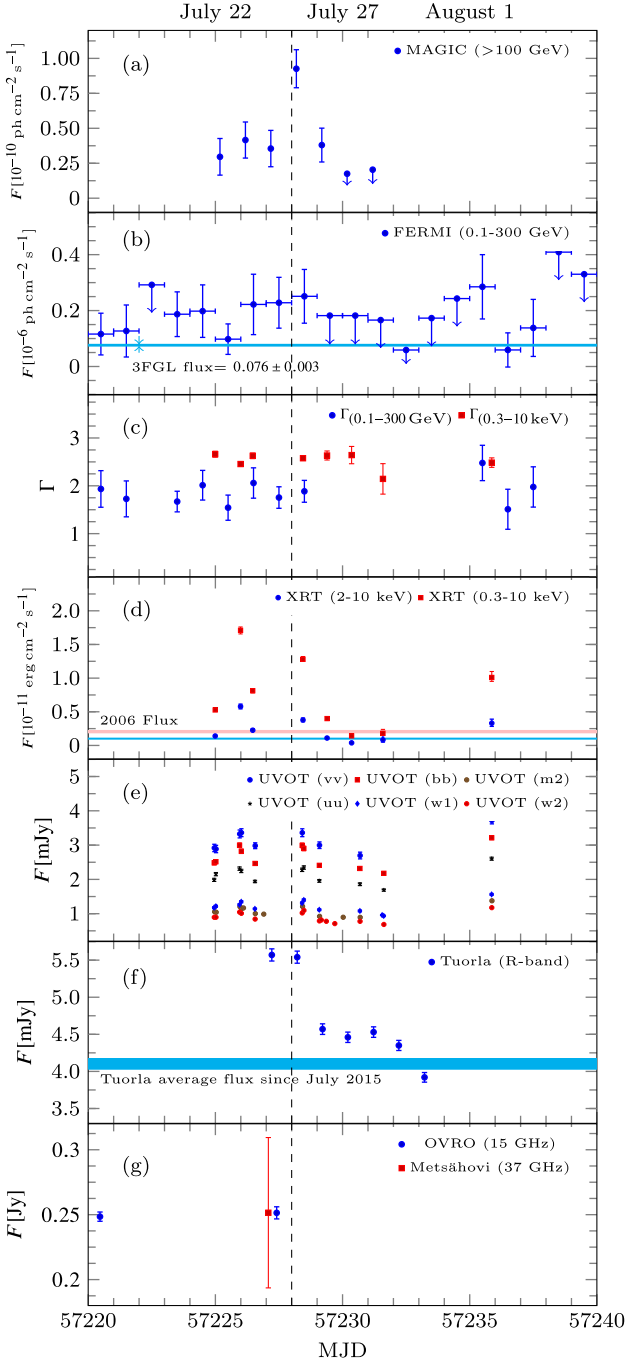 July 22 July 27 August 1
(a)
MAGIC (>100 GeV)
F[10⁻¹⁰ ph cm⁻² s⁻¹]
1.00
0.75
0.50
0.25
0
(b)
FERMI (0.1-300 GeV)
F[10⁻⁶ ph cm⁻² s⁻¹]
0.4
0.2
0
3FGL flux= 0.076 ± 0.003
(c)
Γ(0.1−300 GeV) Γ(0.3−10 keV)
Γ
3
2
1
(d)
XRT (2-10 keV) XRT (0.3-10 keV)
F[10⁻¹¹ erg cm⁻² s⁻¹]
2.0
1.5
1.0
0.5
0
2006 Flux
(e)
UVOT (vv) UVOT (bb) UVOT (m2)
UVOT (uu) UVOT (w1) UVOT (w2)
F[mJy]
5
4
3
2
1
(f)
Tuorla (R-band)
F[mJy]
5.5
5.0
4.5
4.0
3.5
Tuorla average flux since July 2015
(g)
OVRO (15 GHz)
Metsähovi (37 GHz)
F[Jy]
0.3
0.25
0.2
57220 57225 57230 57235 57240
MJD